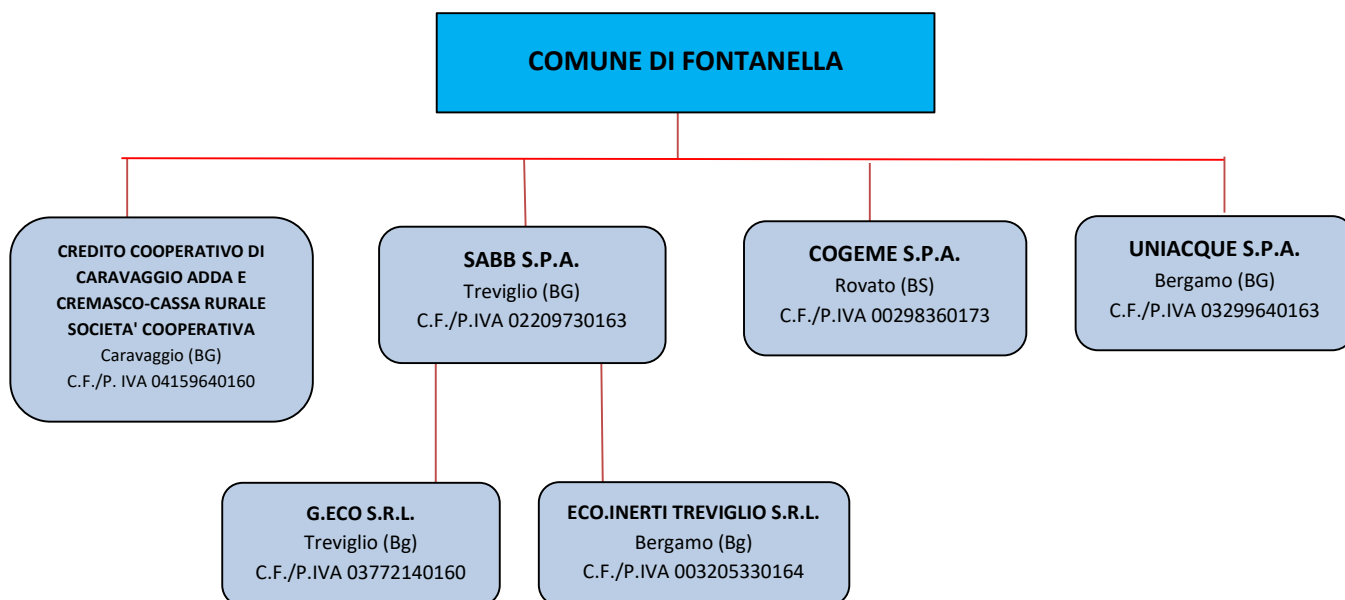 COMUNE DI FONTANELLA
CREDITO COOPERATIVO DI
CARAVAGGIO ADDA E
CREMASCO-CASSA RURALE
SOCIETA' COOPERATIVA
Caravaggio (BG)
C.F./P. IVA 04159640160
SABB S.P.A.
Treviglio (BG)
C.F./P.IVA 02209730163
COGEME S.P.A.
Rovato (BS)
C.F./P.IVA 00298360173
UNIACQUE S.P.A.
Bergamo (BG)
C.F./P.IVA 03299640163
G.ECO S.R.L.
Treviglio (Bg)
C.F./P.IVA 03772140160
ECO.INERTI TREVIGLIO S.R.L.
Bergamo (Bg)
C.F./P.IVA 003205330164